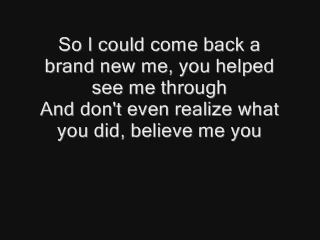 So I could come back a
brand new me, you helped
see me through
And don't even realize what
you did, believe me you